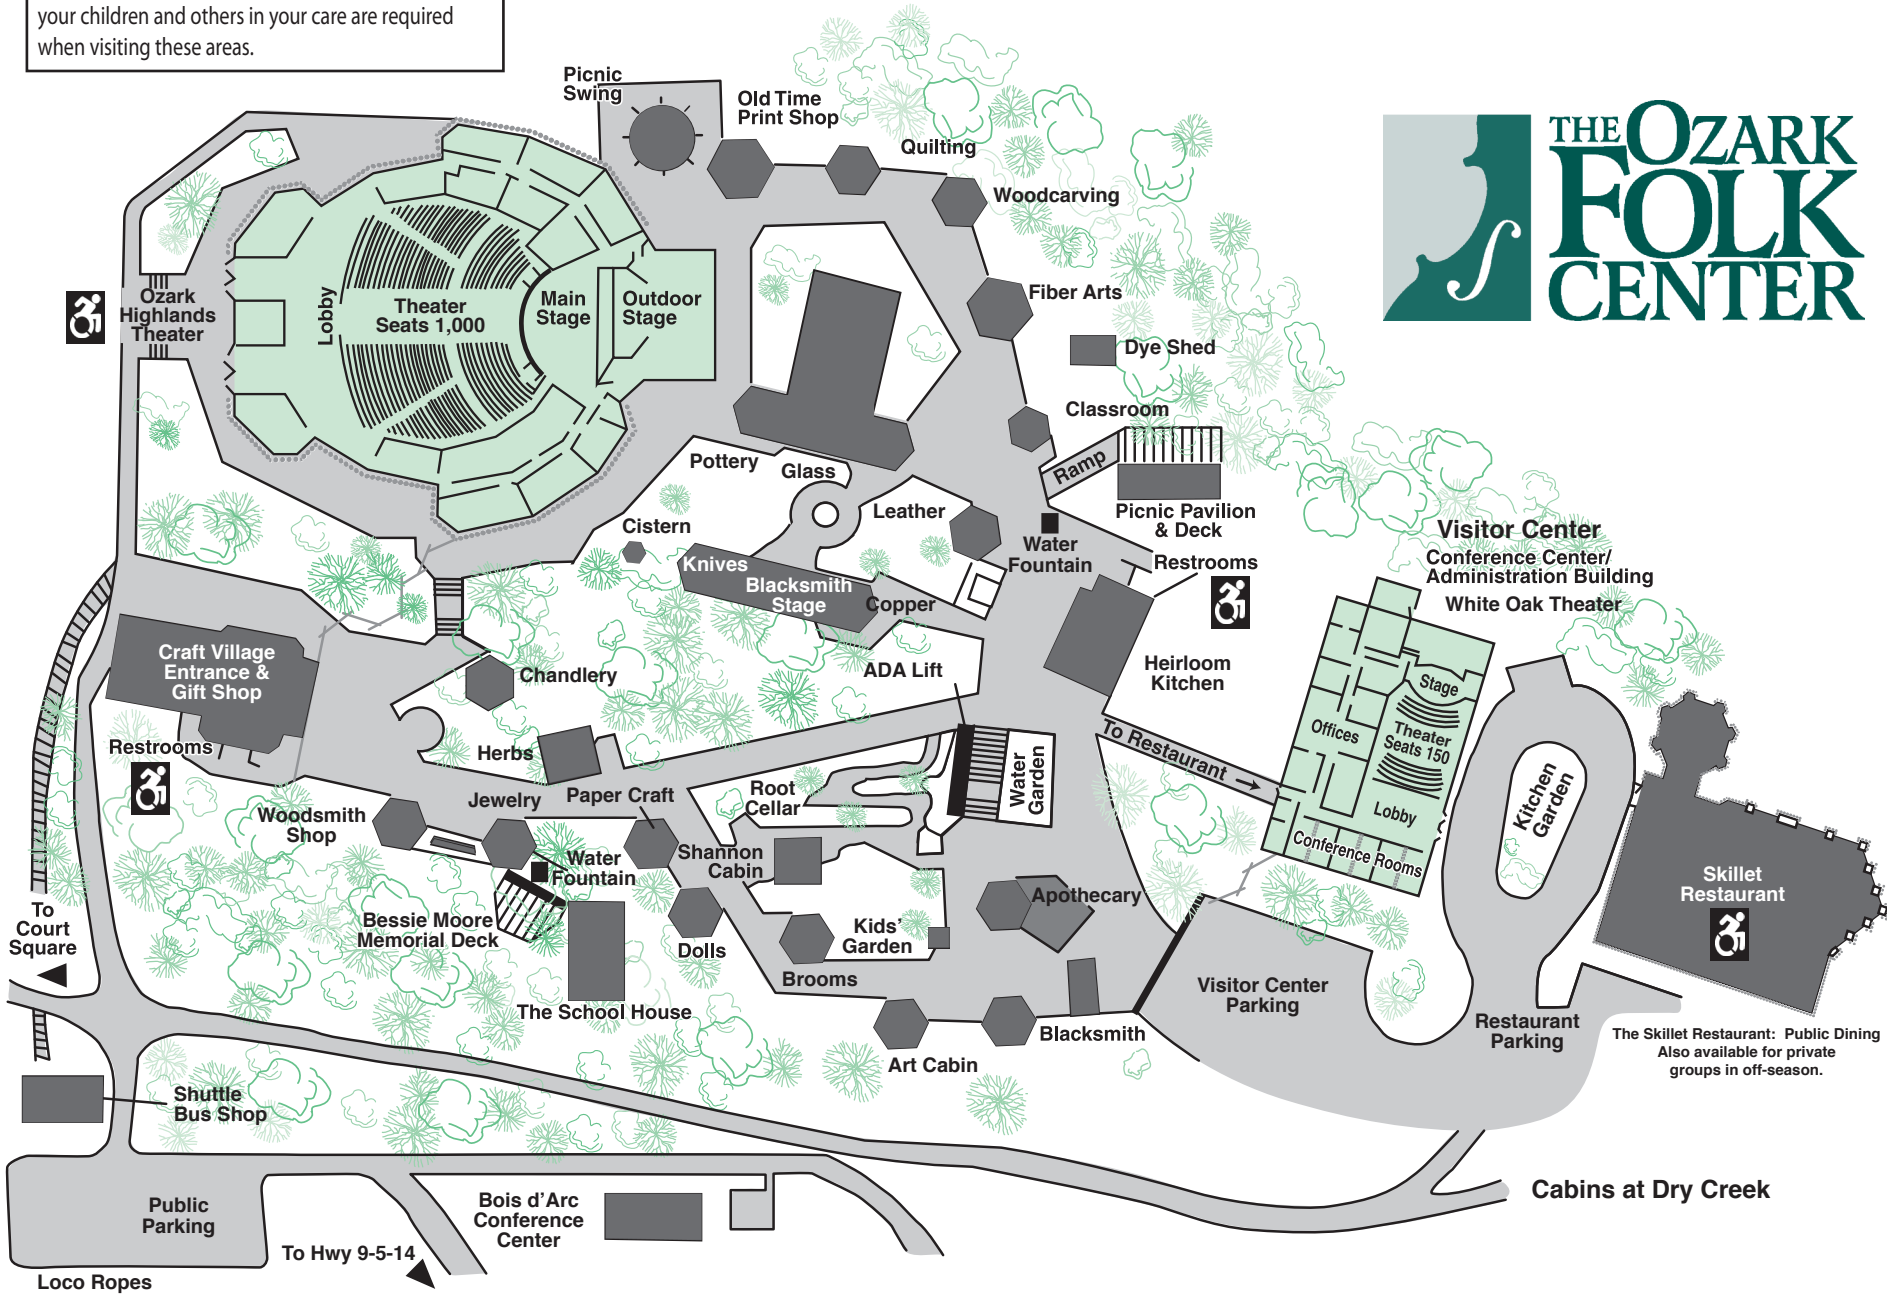 your children and others in your care are required
when visiting these areas.
THE OZARK
FOLK
CENTER
Picnic
Swing
Old Time
Print Shop
Quilting
Woodcarving
Fiber Arts
Dye Shed
Classroom
Ramp
Picnic Pavilion
& Deck
Ozark
Highlands
Theater
Lobby
Theater
Seats 1,000
Main
Stage
Outdoor
Stage
Pottery
Glass
Leather
Cistern
Knives
Blacksmith
Stage
Copper
Water
Fountain
Restrooms
Heirloom
Kitchen
Visitor Center
Conference Center/
Administration Building
White Oak Theater
Stage
Offices
Theater
Seats 150
Lobby
Conference Rooms
Craft Village
Entrance &
Gift Shop
Restrooms
Chandlery
Herbs
ADA Lift
To Restaurant
Water
Garden
Root
Cellar
Jewelry
Paper Craft
Woodsmith
Shop
Water
Fountain
Shannon
Cabin
Bessie Moore
Memorial Deck
Dolls
Kids'
Garden
Apothecary
Brooms
The School House
Art Cabin
Blacksmith
Kitchen
Garden
Skillet
Restaurant
Visitor Center
Parking
Restaurant
Parking
The Skillet Restaurant: Public Dining
Also available for private
groups in off-season.
To
Court
Square
Shuttle
Bus Shop
Public
Parking
Bois d'Arc
Conference
Center
To Hwy 9-5-14
Loco Ropes
Cabins at Dry Creek